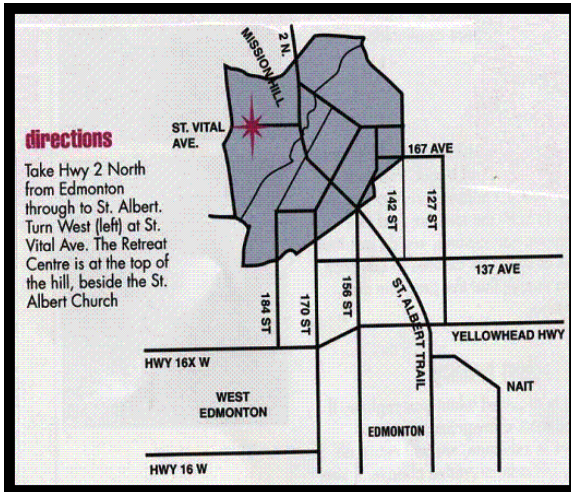 directions
Take Hwy 2 North
from Edmonton
through to St. Albert.
Turn West (left) at St.
Vital Ave. The Retreat
Centre is at the top of
the hill, beside the St.
Albert Church
2 N.
MISSION HILL
ST. VITAL
AVE.
167 AVE
142 ST
127 ST
137 AVE
184 ST
170 ST
156 ST
ST, ALBERT TRAIL
YELLOWHEAD HWY
HWY 16X W
NAIT
WEST
EDMONTON
EDMONTON
HWY 16 W